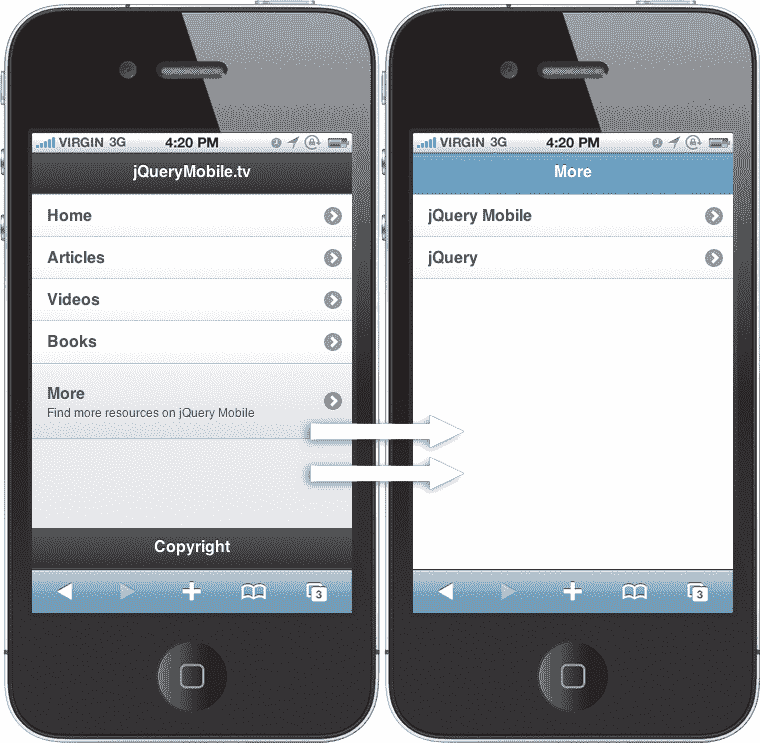 VIRGIN 3G 4:20 PM
jQueryMobile.tv
Home
Articles
Videos
Books
More
Find more resources on jQuery Mobile
Copyright
3
VIRGIN 3G 4:20 PM
More
jQuery Mobile
jQuery
3